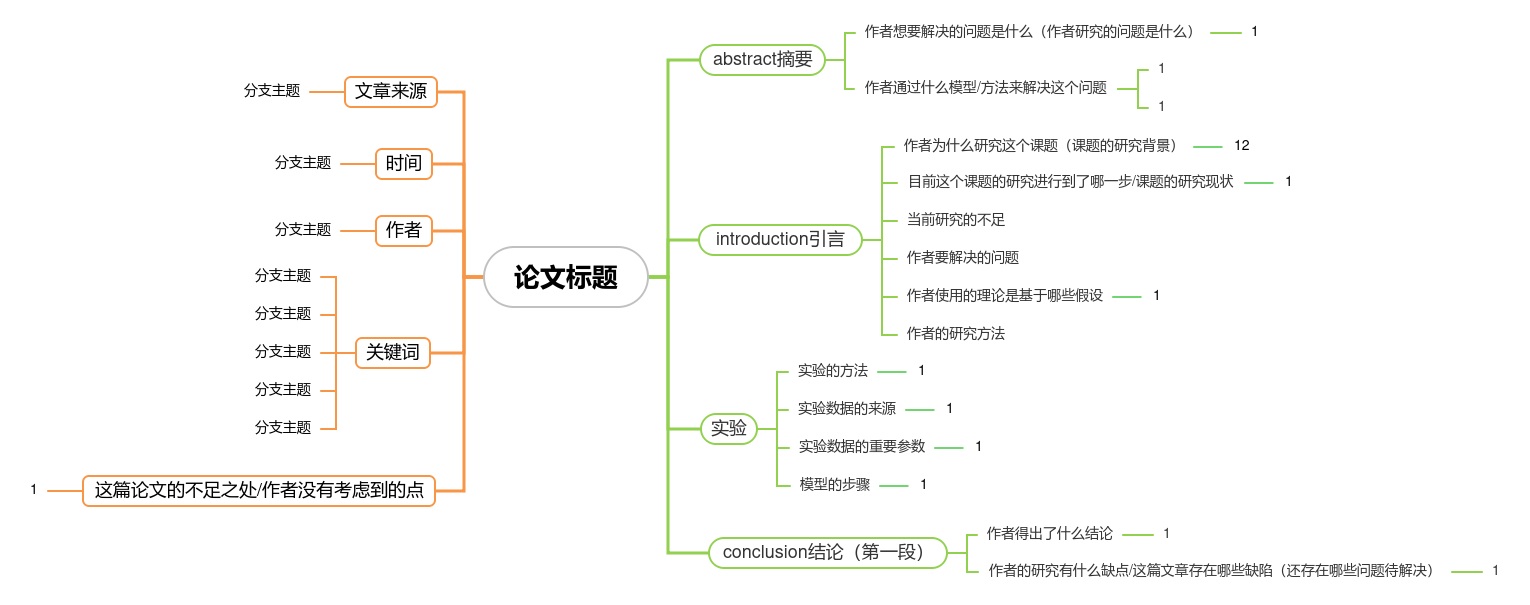 论文标题
文章来源
分支主题
时间
分支主题
作者
分支主题
关键词
分支主题
分支主题
分支主题
分支主题
分支主题
这篇论文的不足之处/作者没有考虑到的点
1
abstract摘要
作者想要解决的问题是什么（作者研究的问题是什么）
1
作者通过什么模型/方法来解决这个问题
1
1
introduction引言
作者为什么研究这个课题（课题的研究背景）
12
目前这个课题的研究进行到了哪一步/课题的研究现状
1
当前研究的不足
作者要解决的问题
作者使用的理论是基于哪些假设
1
作者的研究方法
实验
实验的方法
1
实验数据的来源
1
实验数据的重要参数
1
模型的步骤
1
conclusion结论（第一段）
作者得出了什么结论
1
作者的研究有什么缺点/这篇文章存在哪些缺陷（还存在哪些问题待解决）
1